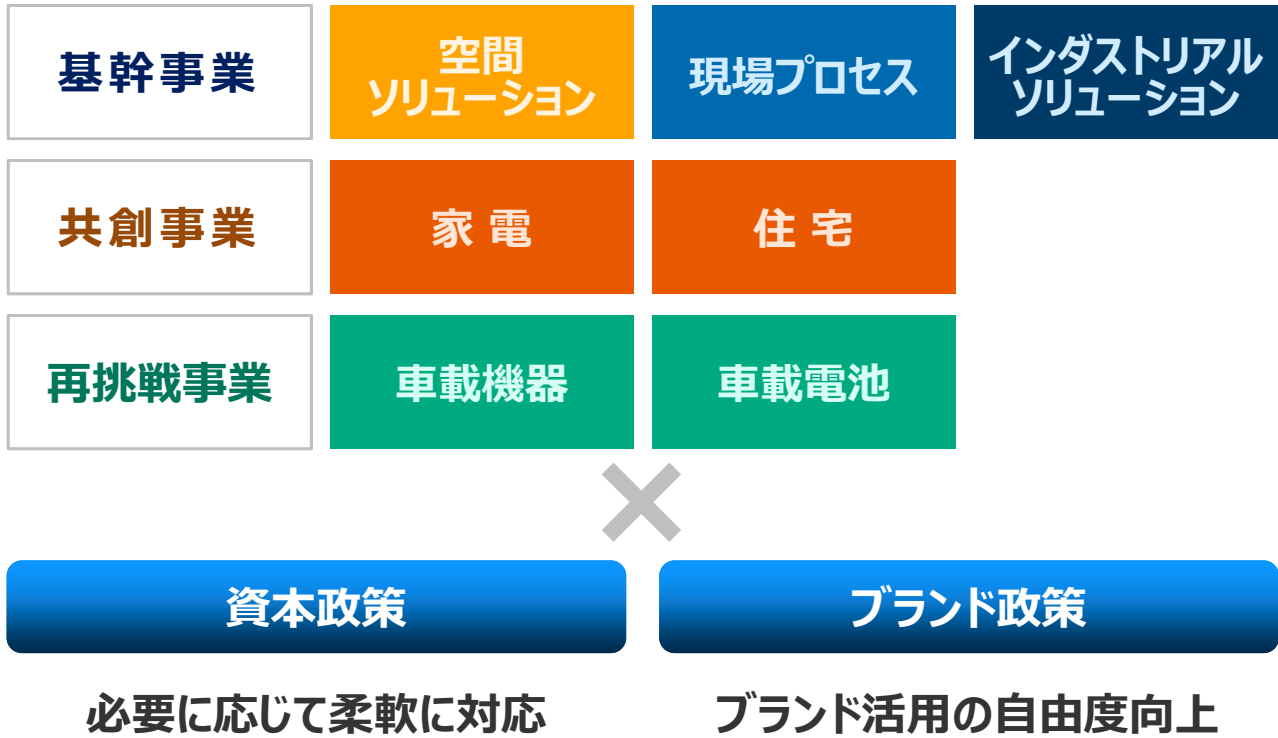 基幹事業
空間
ソリューション
現場プロセス
インダストリアル
ソリューション
共創事業
家 電
住 宅
再挑戦事業
車載機器
車載電池
資本政策
ブランド政策
必要に応じて柔軟に対応
ブランド活用の自由度向上